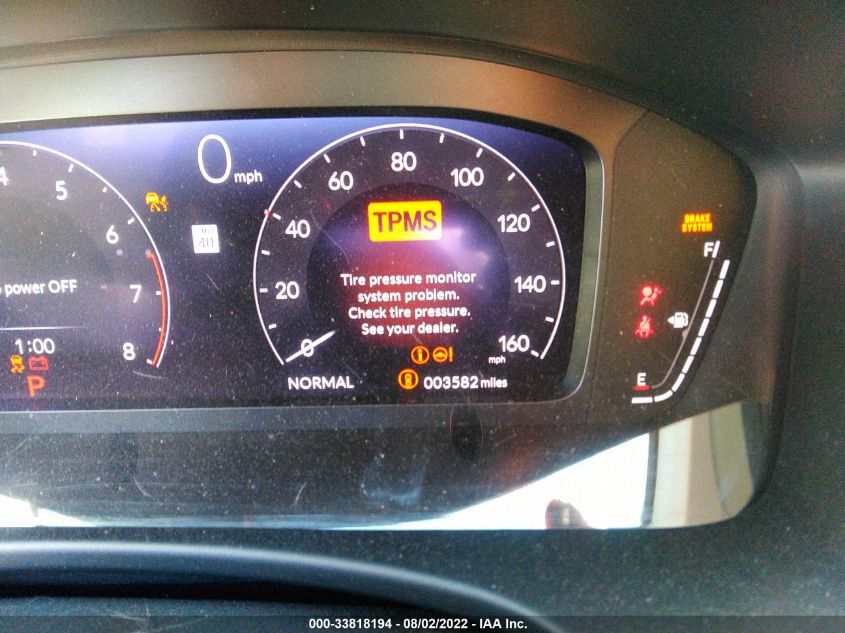 0 mph
4
5
6
7
8
LIMIT
40
power OFF
1:00
P
0
20
40
60
80
100
120
140
160
mph
TPMS
Tire pressure monitor
system problem.
Check tire pressure.
See your dealer.
NORMAL
003582 miles
BRAKE
SYSTEM
F
E
000-33818194 - 08/02/2022 - IAA Inc.